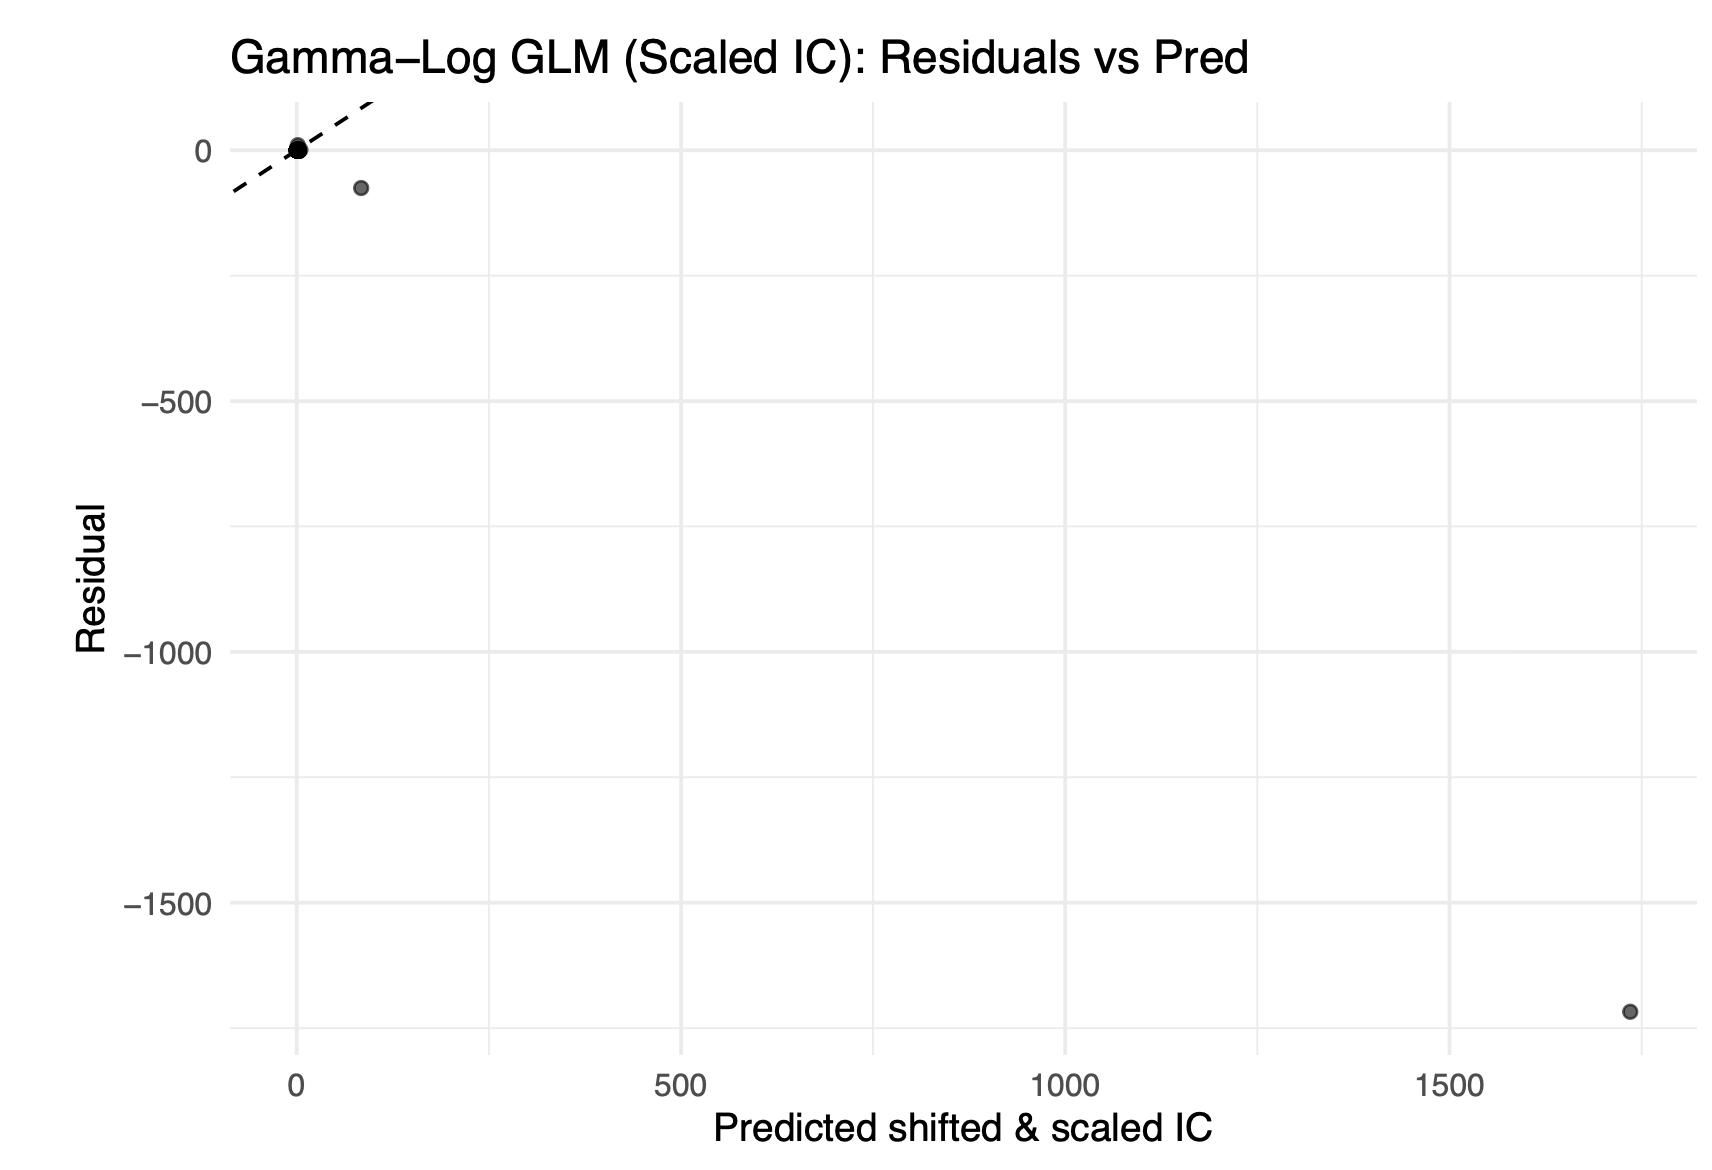 Gamma−Log GLM (Scaled IC): Residuals vs Pred
0
−500
−1000
−1500
Residual
0 500 1000 1500
Predicted shifted & scaled IC